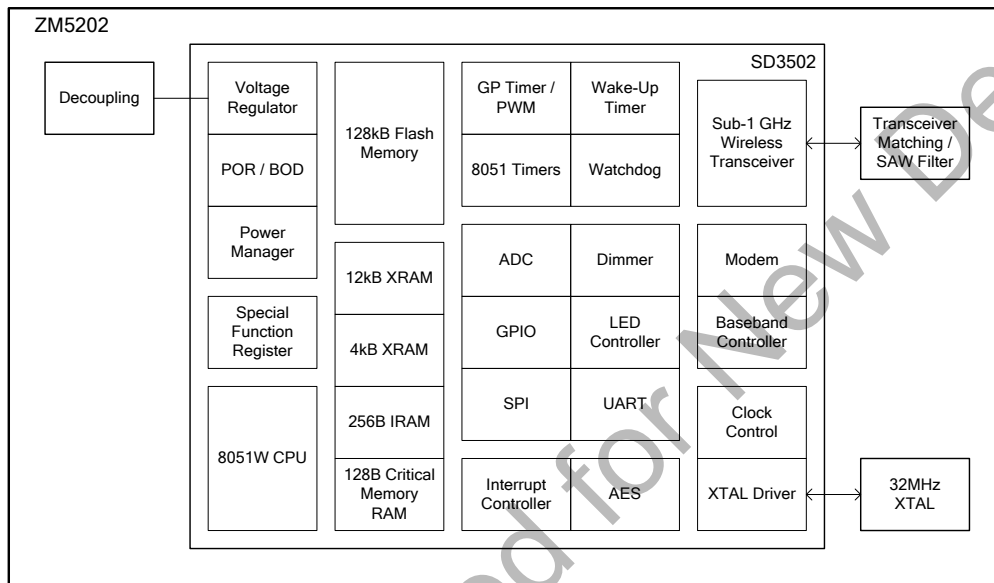 ZM5202
SD3502
Decoupling
Voltage
Regulator
POR / BOD
Power
Manager
Special
Function
Register
8051W CPU
128kB Flash
Memory
12kB XRAM
4kB XRAM
256B IRAM
128B Critical
Memory
RAM
GP Timer /
PWM
Wake-Up
Timer
8051 Timers
Watchdog
ADC
Dimmer
GPIO
LED
Controller
SPI
UART
Interrupt
Controller
AES
Sub-1 GHz
Wireless
Transceiver
Modem
Baseband
Controller
Clock
Control
XTAL Driver
Transceiver
Matching /
SAW Filter
32MHz
XTAL
for New De